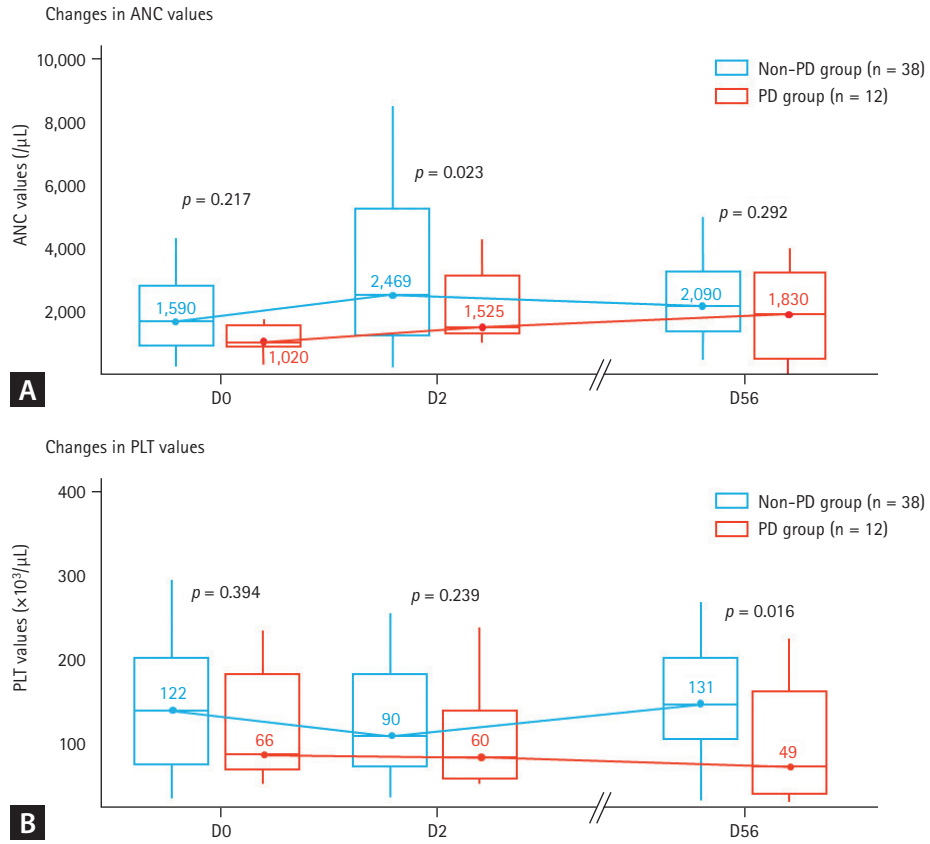 Changes in ANC values
10,000
8,000
6,000
4,000
2,000
ANC values (/μL)
Non-PD group (n = 38)
PD group (n = 12)
p = 0.217
p = 0.023
p = 0.292
1,590
1,020
2,469
1,525
2,090
1,830
D0
D2
D56
A
Changes in PLT values
400
300
200
100
PLT values (×10³/μL)
Non-PD group (n = 38)
PD group (n = 12)
p = 0.394
p = 0.239
p = 0.016
122
66
90
60
131
49
D0
D2
D56
B